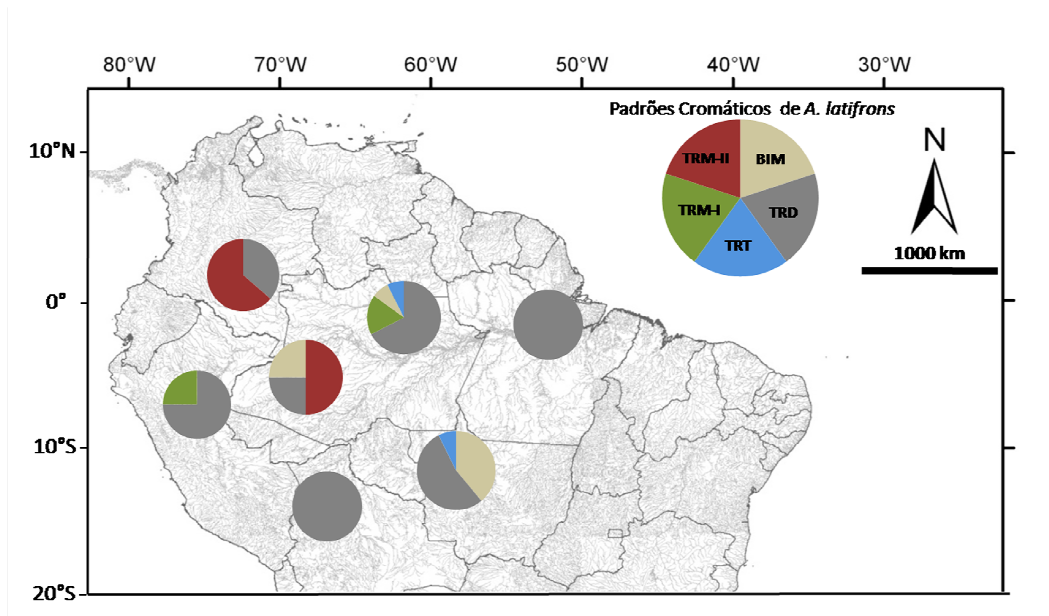 80°W 70°W 60°W 50°W 40°W 30°W
Padrões Cromáticos de A. latifrons
N
10°N
TRM-II BIM
TRM-I TRD
TRT
1000 km
0°
10°S
20°S